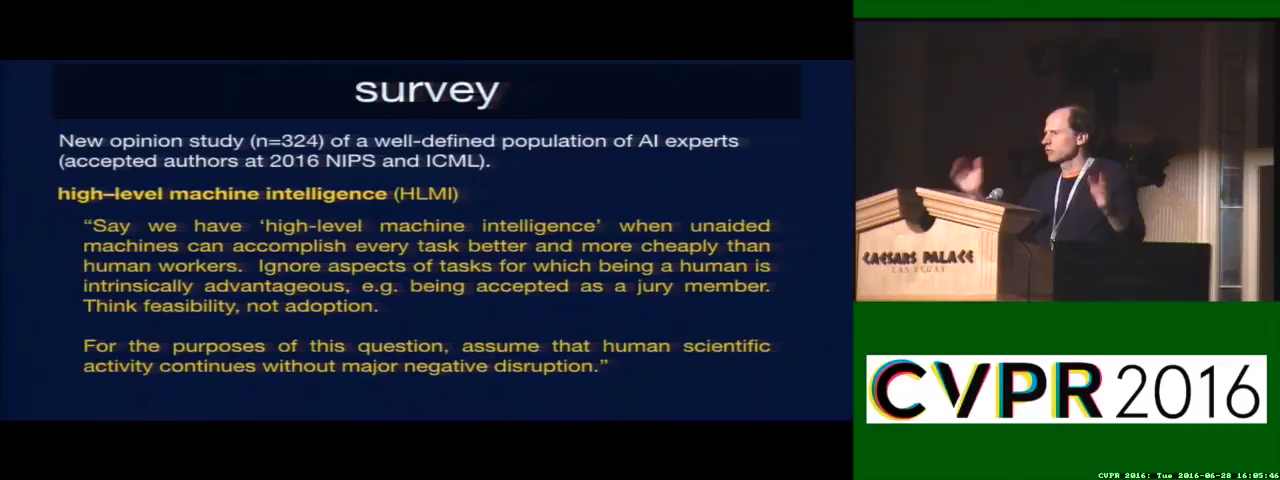 survey
New opinion study (n=324) of a well-defined population of AI experts
(accepted authors at 2016 NIPS and ICML).
high–level machine intelligence (HLMI)
“Say we have ‘high-level machine intelligence’ when unaided
machines can accomplish every task better and more cheaply than
human workers. Ignore aspects of tasks for which being a human is
intrinsically advantageous, e.g. being accepted as a jury member.
Think feasibility, not adoption.
For the purposes of this question, assume that human scientific
activity continues without major negative disruption.”
CAESARS PALACE
LAS VEGAS
CVPR 2016
CVPR 2016: Tue 2016-06-28 16:05:46